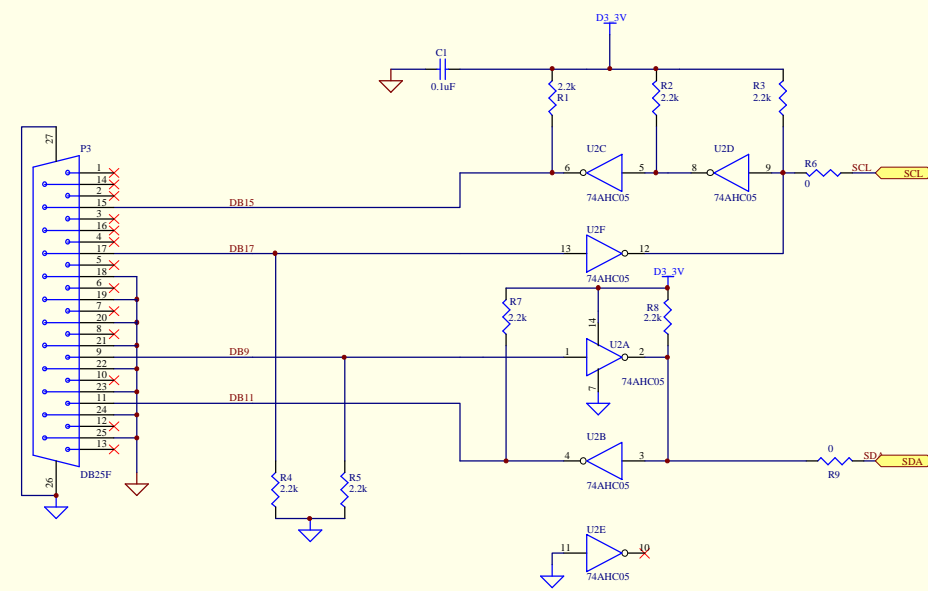 D3_3V
C1
0.1uF
2.2k
R1
R2
2.2k
R3
2.2k
27
P3
U2C
U2D
6
5
8
9
R6
0
SCL
SCL
74AHC05
74AHC05
1
14
2
15
DB15
3
16
4
17
DB17
5
18
6
19
7
20
8
21
9
DB9
22
10
23
11
DB11
24
12
25
13
DB25F
26
U2F
13
12
74AHC05
D3_3V
R7
2.2k
R8
2.2k
14
U2A
1
2
7
74AHC05
U2B
4
3
74AHC05
0
R9
SDA
SDA
R4
2.2k
R5
2.2k
U2E
11
10
74AHC05